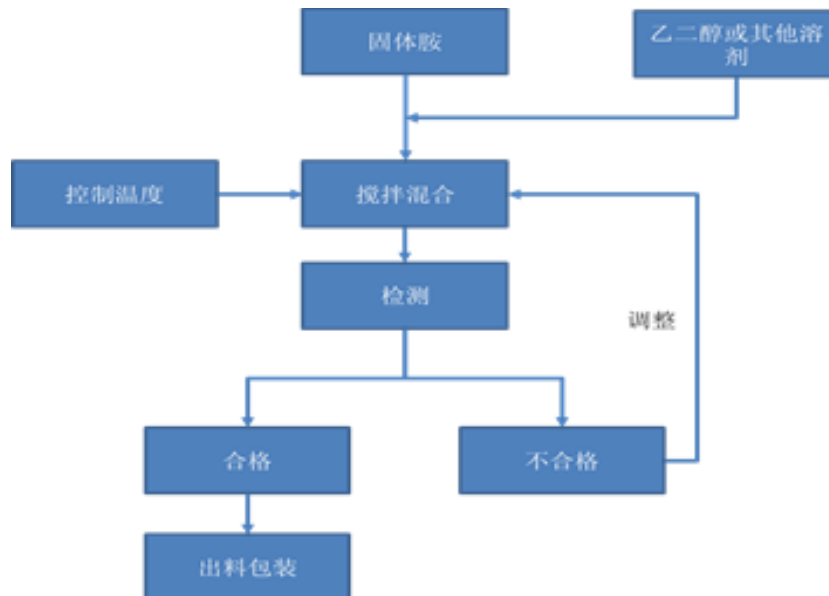 固体胺
乙二醇或其他溶
剂
控制温度
搅拌混合
检测
调整
合格
不合格
出料包装